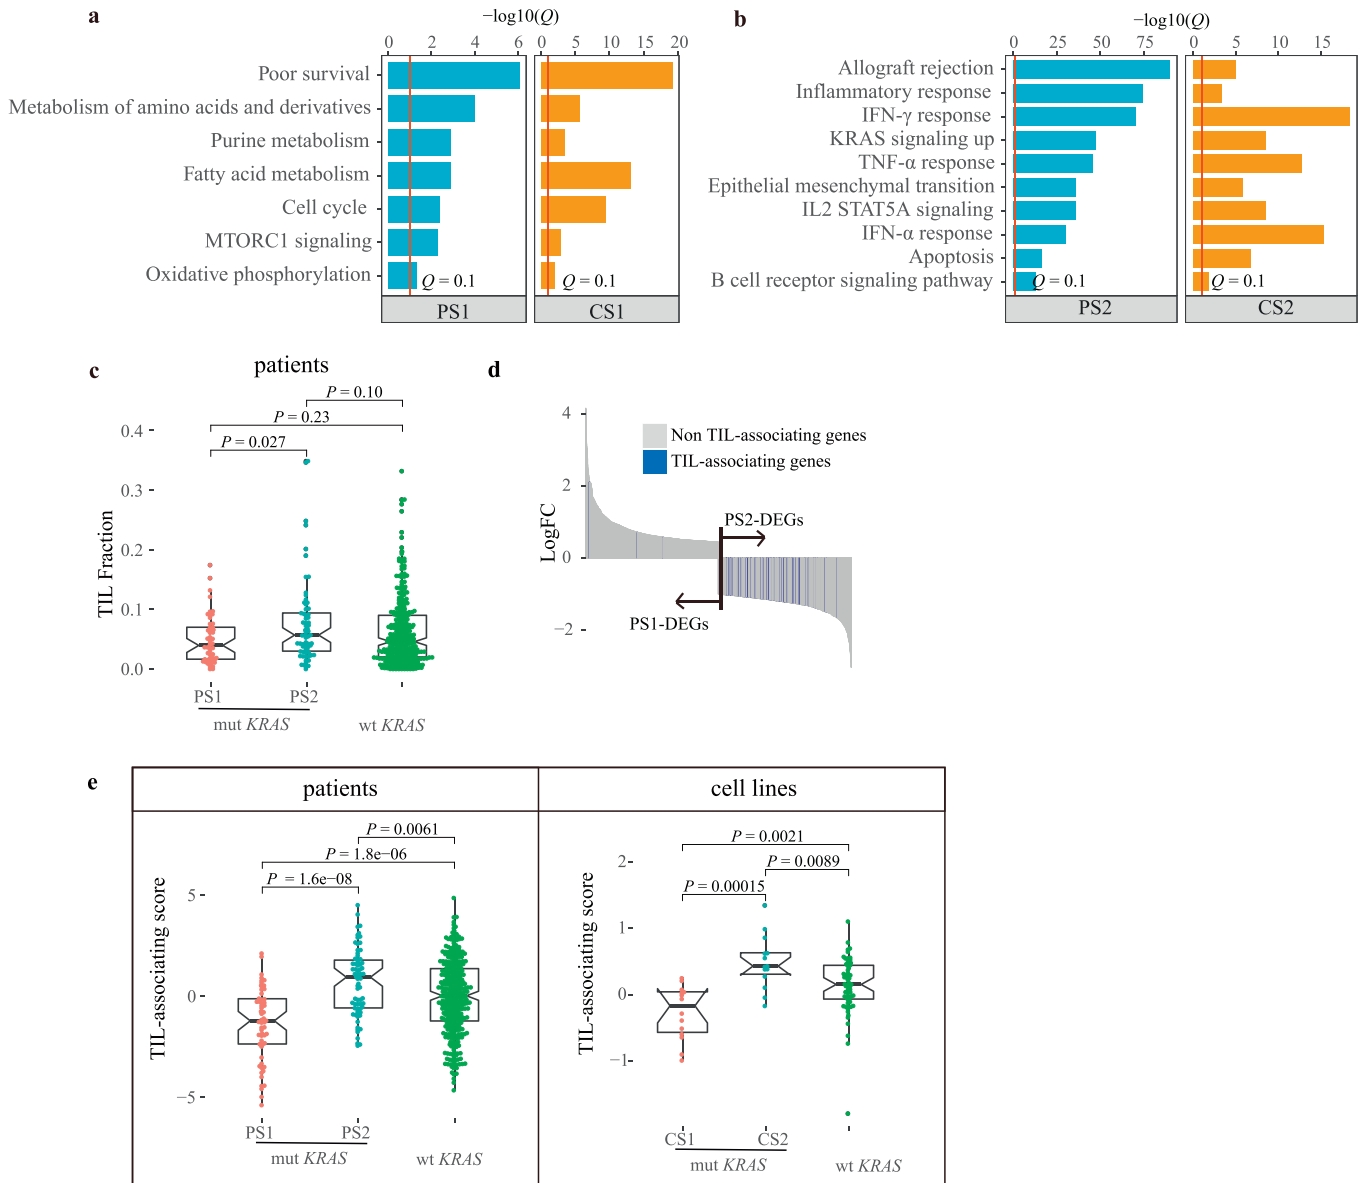 a
−log10(Q)
0 2 4 6 0 5 10 15 20
Poor survival
Metabolism of amino acids and derivatives
Purine metabolism
Fatty acid metabolism
Cell cycle
MTORC1 signaling
Oxidative phosphorylation
Q = 0.1 Q = 0.1
PS1 CS1
b
−log10(Q)
0 25 50 75 0 5 10 15
Allograft rejection
Inflammatory response
IFN-γ response
KRAS signaling up
TNF-α response
Epithelial mesenchymal transition
IL2 STAT5A signaling
IFN-α response
Apoptosis
B cell receptor signaling pathway
Q = 0.1 Q = 0.1
PS2 CS2
c
patients
P = 0.10
P = 0.23
P = 0.027
TIL Fraction
0.4
0.3
0.2
0.1
0.0
PS1 PS2
mut KRAS wt KRAS
d
LogFC
4
2
0
−2
Non TIL-associating genes
TIL-associating genes
PS2-DEGs
PS1-DEGs
e
patients
P = 0.0061
P = 1.8e−06
P = 1.6e−08
TIL-associating score
5
0
−5
PS1 PS2
mut KRAS wt KRAS
cell lines
P = 0.0021
P = 0.0089
P = 0.00015
TIL-associating score
2
1
0
−1
CS1 CS2
mut KRAS wt KRAS